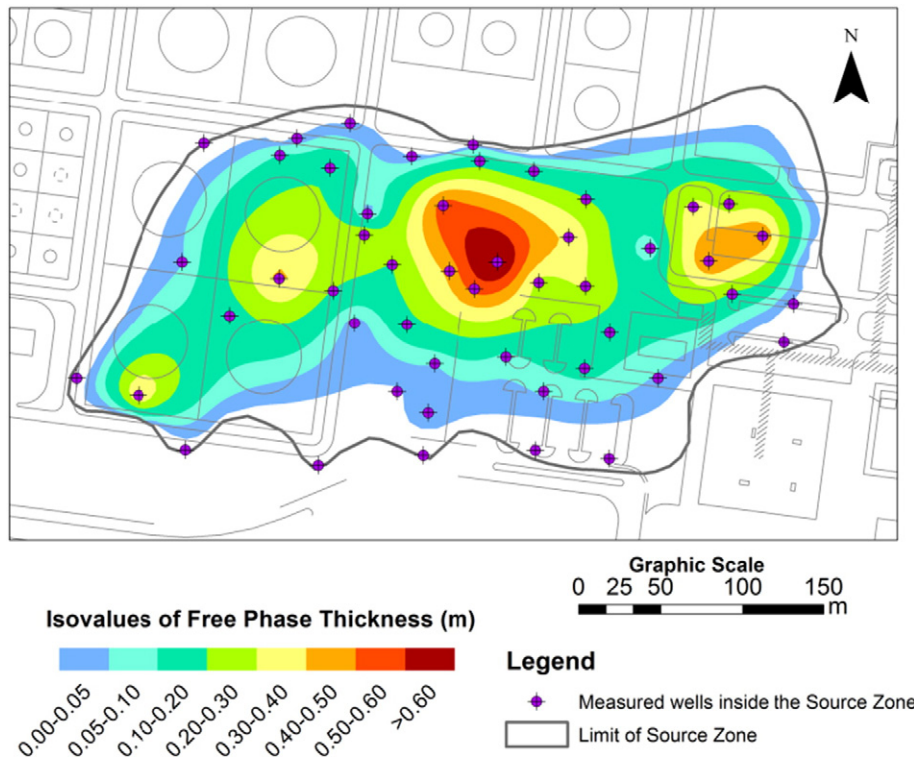 N
Graphic Scale
0 25 50 100 150
m
Isovalues of Free Phase Thickness (m)
0.00-0.05
0.05-0.10
0.10-0.20
0.20-0.30
0.30-0.40
0.40-0.50
0.50-0.60
>0.60
Legend
Measured wells inside the Source Zone
Limit of Source Zone